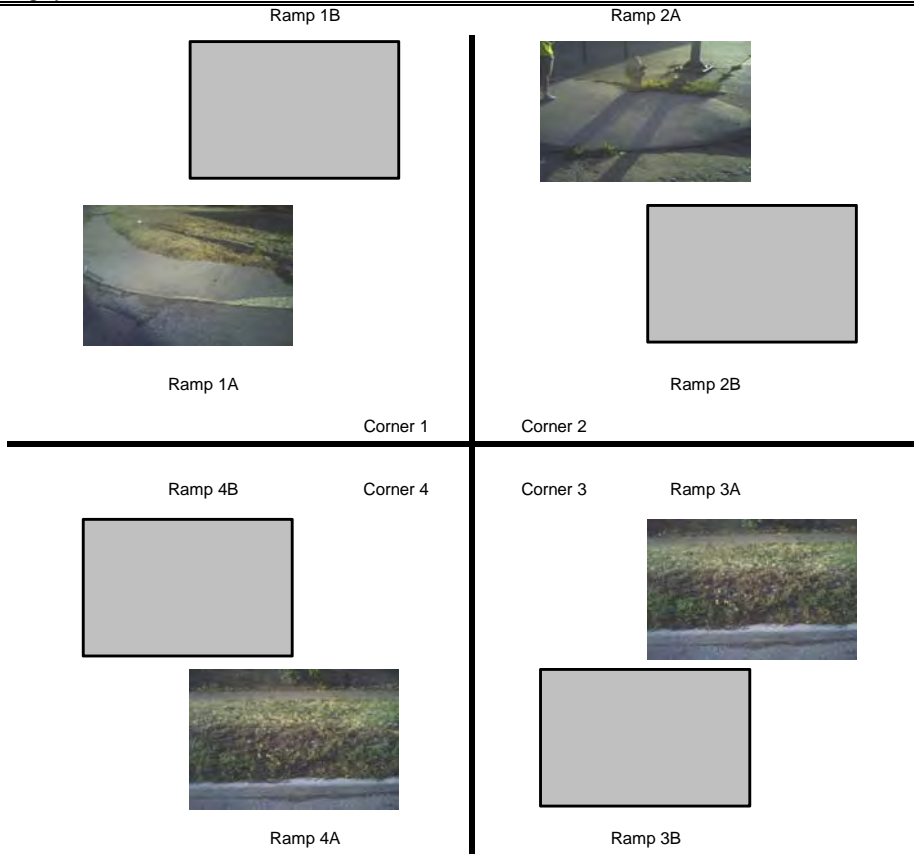 Ramp 1B
Ramp 2A
Ramp 1A
Ramp 2B
Corner 1
Corner 2
Ramp 4B
Corner 4
Corner 3
Ramp 3A
Ramp 4A
Ramp 3B